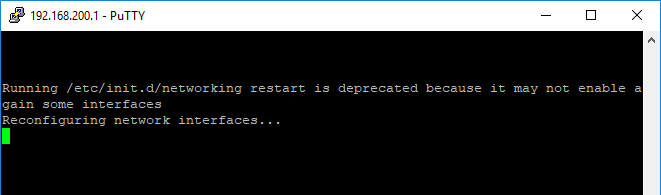 192.168.200.1 - PuTTY
Running /etc/init.d/networking restart is deprecated because it may not enable a
gain some interfaces
Reconfiguring network interfaces...